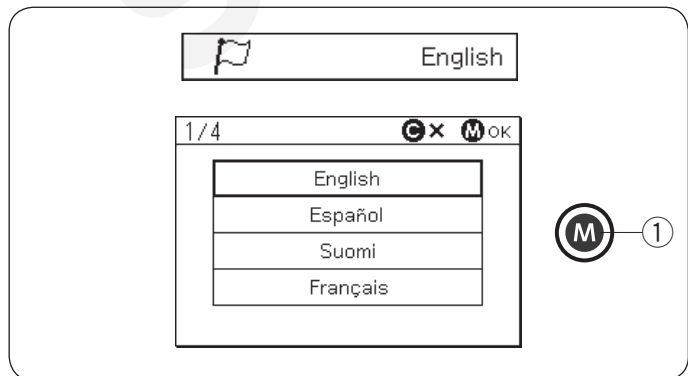 English
1/4 C× M OK
English
Español
Suomi
Français
M 1